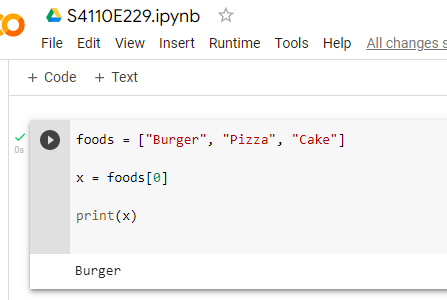 S4110E229.ipynb
File Edit View Insert Runtime Tools Help All changes s
+ Code + Text
0s
foods = ["Burger", "Pizza", "Cake"]
x = foods[0]
print(x)
Burger